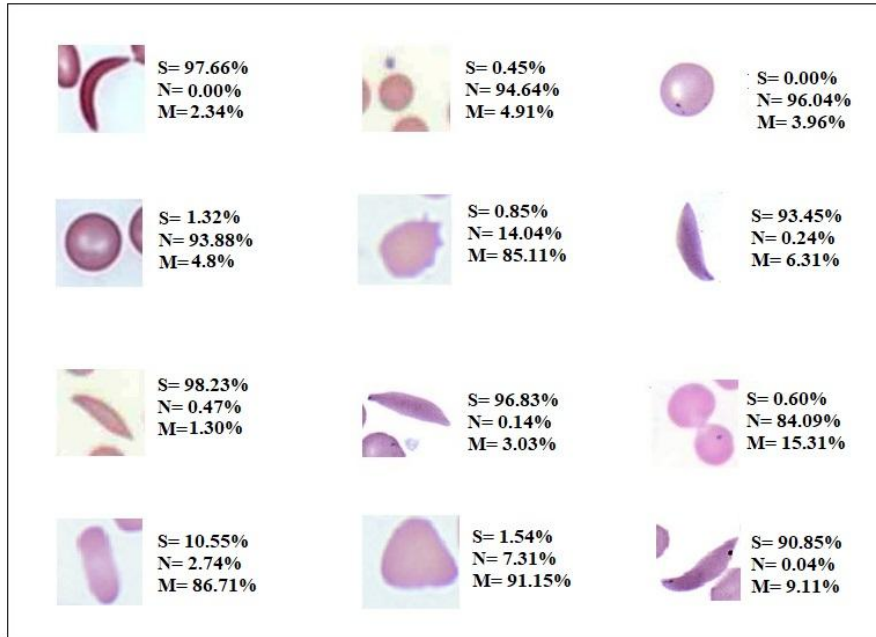 S= 97.66%
N= 0.00%
M= 2.34%
S= 0.45%
N= 94.64%
M= 4.91%
S= 0.00%
N= 96.04%
M= 3.96%
S= 1.32%
N= 93.88%
M= 4.8%
S= 0.85%
N= 14.04%
M= 85.11%
S= 93.45%
N= 0.24%
M= 6.31%
S= 98.23%
N= 0.47%
M= 1.30%
S= 96.83%
N= 0.14%
M= 3.03%
S= 0.60%
N= 84.09%
M= 15.31%
S= 10.55%
N= 2.74%
M= 86.71%
S= 1.54%
N= 7.31%
M= 91.15%
S= 90.85%
N= 0.04%
M= 9.11%